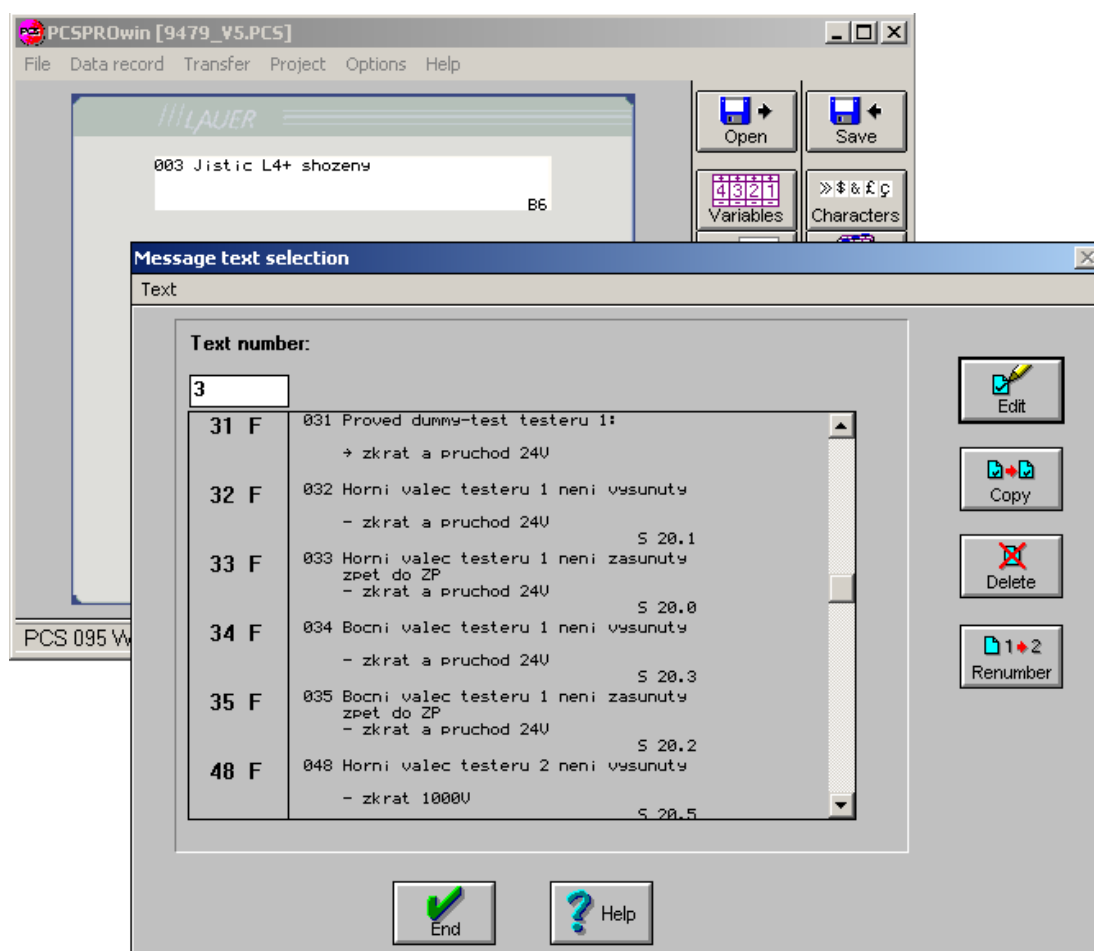 PCSPROwin [9479_V5.PCS]
File Data record Transfer Project Options Help
LAUER
003 Jistic L4+ shozeny
B6
Open
Save
4321
Variables
»$&£ç
Characters
Message text selection
Text
Text number:
3
31 F 031 Proved dummy-test testeru 1:
→ zkrat a pruchod 24V
32 F 032 Horni valec testeru 1 neni vysunuty
- zkrat a pruchod 24V
S 20.1
33 F 033 Horni valec testeru 1 neni zasunuty
zpet do ZP
- zkrat a pruchod 24V
S 20.0
34 F 034 Bocni valec testeru 1 neni vysunuty
- zkrat a pruchod 24V
S 20.3
35 F 035 Bocni valec testeru 1 neni zasunuty
zpet do ZP
- zkrat a pruchod 24V
S 20.2
48 F 048 Horni valec testeru 2 neni vysunuty
- zkrat 1000V
S 20.5
Edit
Copy
Delete
1→2
Renumber
PCS 095
End
Help